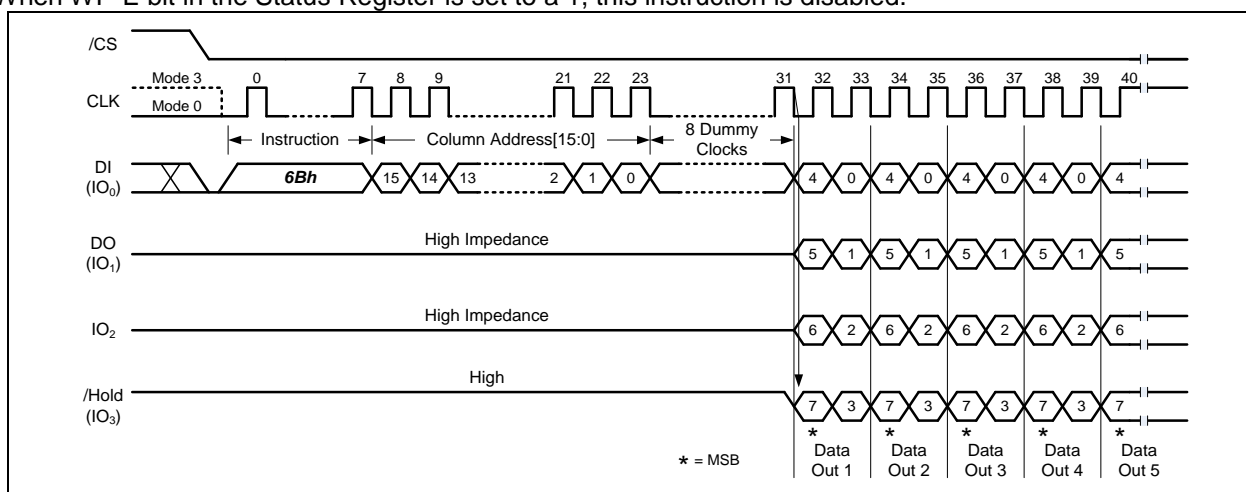 When WP-E bit in the Status Register is set to a 1, this instruction is disabled.
/CS
Mode 3 0 7 8 9 21 22 23 31 32 33 34 35 36 37 38 39 40
CLK
Mode 0
Instruction Column Address[15:0] 8 Dummy
Clocks
DI
(IO0)
6Bh 15 14 13 2 1 0 4 0 4 0 4 0 4 0 4
DO
(IO1)
High Impedance
5 1 5 1 5 1 5 1 5
IO2
High Impedance
6 2 6 2 6 2 6 2 6
/Hold
(IO3)
High
7 3 7 3 7 3 7 3 7
* * * * *
* = MSB
Data Data Data Data Data
Out 1 Out 2 Out 3 Out 4 Out 5